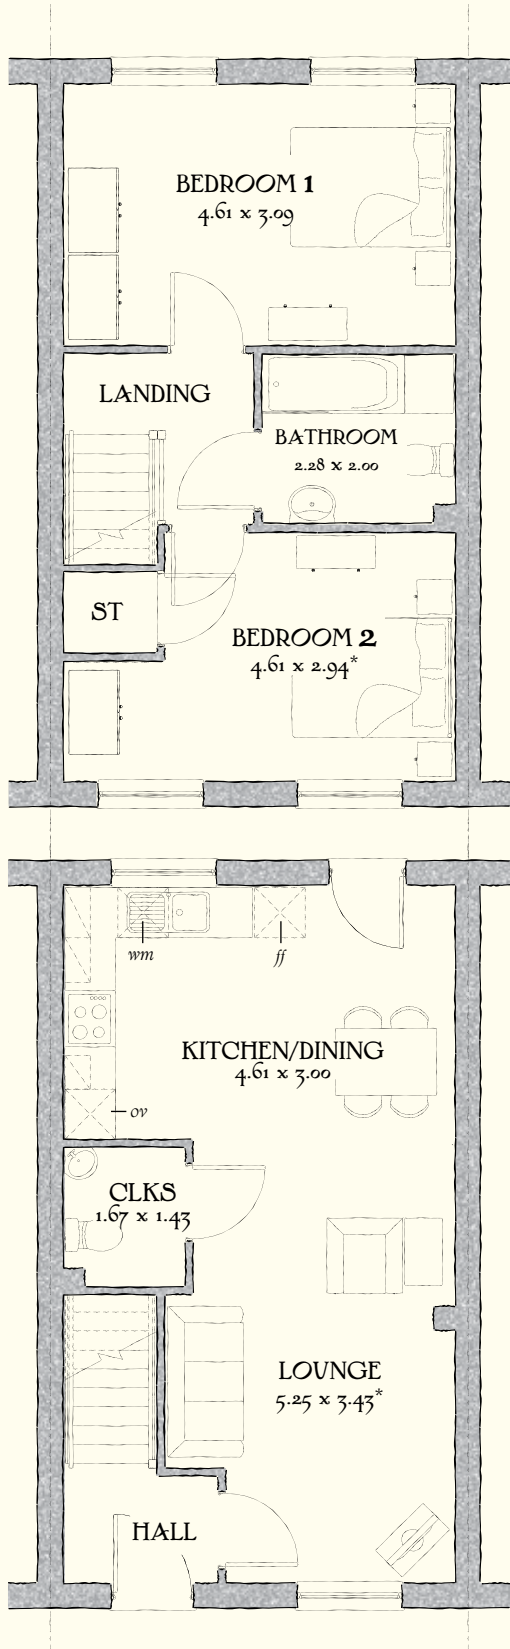 BEDROOM 1
4.61 x 3.09
LANDING
BATHROOM
2.28 x 2.00
ST
BEDROOM 2
4.61 x 2.94*
wm
ff
KITCHEN/DINING
4.61 x 3.00
ov
CLKS
1.67 x 1.43
LOUNGE
5.25 x 3.43*
HALL